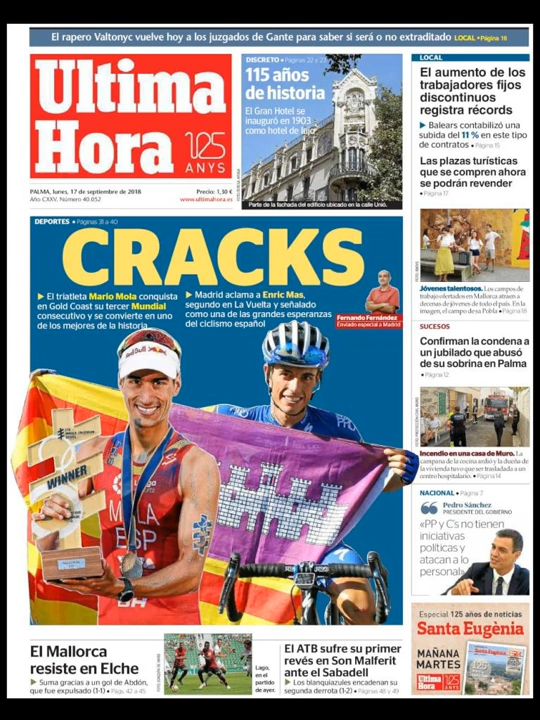 El rapero Valtonyc vuelve hoy a los juzgados de Gante para saber si será o no extraditado LOCAL • Página 18
Ultima
Hora 125
ANYS
PALMA, lunes, 17 de septiembre de 2018
Precio: 1,30 €
Año CXXV, Número 40.052
www.ultimahora.es
DISCRETO • Páginas 22 y 23
115 años
de historia
El Gran Hotel se
inauguró en 1903
como hotel de lujo
Parte de la fachada del edificio ubicado en la calle Unió.
LOCAL
El aumento de los
trabajadores fijos
discontinuos
registra récords
Balears contabilizó una
subida del 11 % en este tipo
de contratos • Página 15
Las plazas turísticas
que se compren ahora
se podrán revender
• Página 17
Jóvenes talentosos. Los campos de
trabajo ofertados en Mallorca atraen a
decenas de jóvenes de todo el país. En la
imagen, el campo de sa Pobla • Página 16
SUCESOS
Confirman la condena a
un jubilado que abusó
de su sobrina en Palma
• Página 12
Incendio en una casa de Muro. La
campana de la cocina ardió y la dueña de
la vivienda tuvo que ser trasladada a un
centro hospitalario. • Página 14
NACIONAL • Página 7
Pedro Sánchez
PRESIDENTE DEL GOBIERNO
«PP y C's no tienen
iniciativas
políticas y
atacan a lo
personal»
Especial 125 años de noticias
Santa Eugènia
MAÑANA
MARTES
Ultima
Hora 125
ANYS
DEPORTES • Páginas 31 a 40
CRACKS
El triatleta Mario Mola conquista
en Gold Coast su tercer Mundial
consecutivo y se convierte en uno
de los mejores de la historia
Madrid aclama a Enric Mas,
segundo en La Vuelta y señalado
como una de las grandes esperanzas
del ciclismo español
Fernando Fernández
Enviado especial a Madrid
Red Bull
WINNER
MOLA
ESP
El Mallorca
resiste en Elche
Suma gracias a un gol de Abdón,
que fue expulsado (1-1) • Págs. 42 a 45
Lago,
en el
partido
de ayer.
El ATB sufre su primer
revés en Son Malferit
ante el Sabadell
Los blanquiazules encadenan su
segunda derrota (1-2) • Páginas 48 y 49